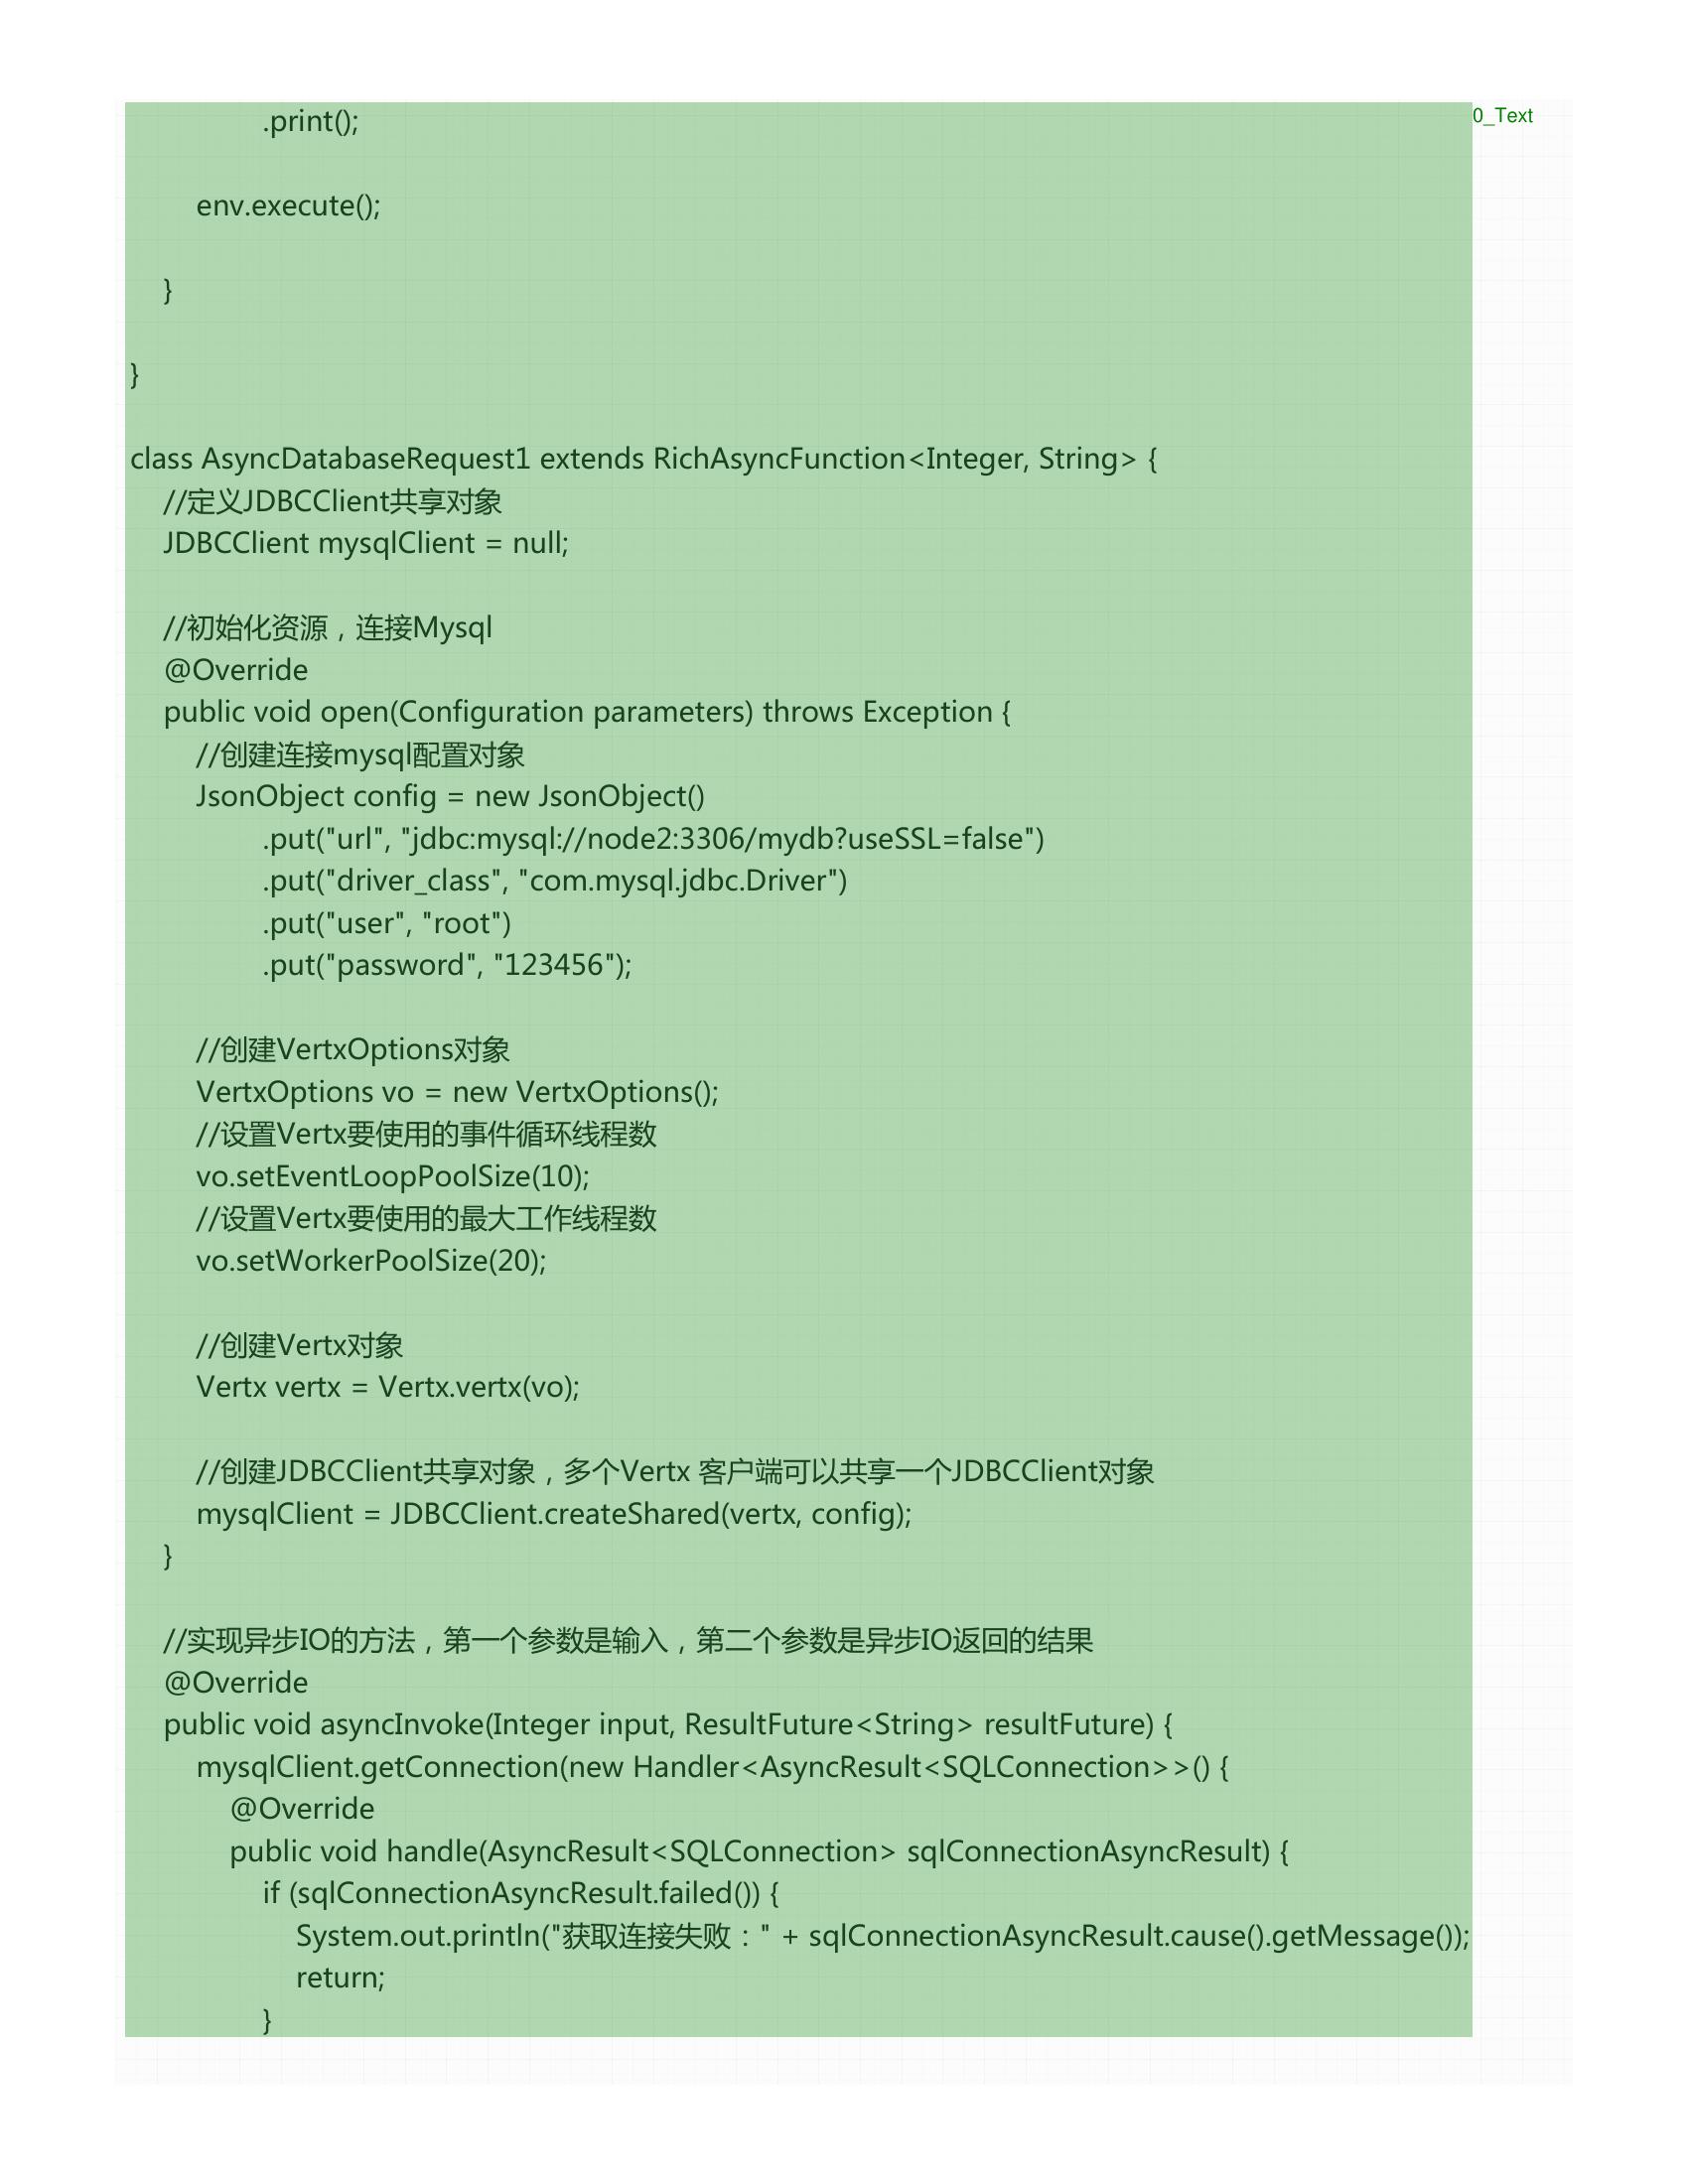 .print();
0_Text
env.execute();
}
}
class AsyncDatabaseRequest1 extends RichAsyncFunction<Integer, String> {
//定义JDBCClient共享对象
JDBCClient mysqlClient = null;
//初始化资源，连接Mysql
@Override
public void open(Configuration parameters) throws Exception {
//创建连接mysql配置对象
JsonObject config = new JsonObject()
.put("url", "jdbc:mysql://node2:3306/mydb?useSSL=false")
.put("driver_class", "com.mysql.jdbc.Driver")
.put("user", "root")
.put("password", "123456");
//创建VertxOptions对象
VertxOptions vo = new VertxOptions();
//设置Vertx要使用的事件循环线程数
vo.setEventLoopPoolSize(10);
//设置Vertx要使用的最大工作线程数
vo.setWorkerPoolSize(20);
//创建Vertx对象
Vertx vertx = Vertx.vertx(vo);
//创建JDBCClient共享对象，多个Vertx 客户端可以共享一个JDBCClient对象
mysqlClient = JDBCClient.createShared(vertx, config);
}
//实现异步IO的方法，第一个参数是输入，第二个参数是异步IO返回的结果
@Override
public void asyncInvoke(Integer input, ResultFuture<String> resultFuture) {
mysqlClient.getConnection(new Handler<AsyncResult<SQLConnection>>() {
@Override
public void handle(AsyncResult<SQLConnection> sqlConnectionAsyncResult) {
if (sqlConnectionAsyncResult.failed()) {
System.out.println("获取连接失败：" + sqlConnectionAsyncResult.cause().getMessage());
return;
}